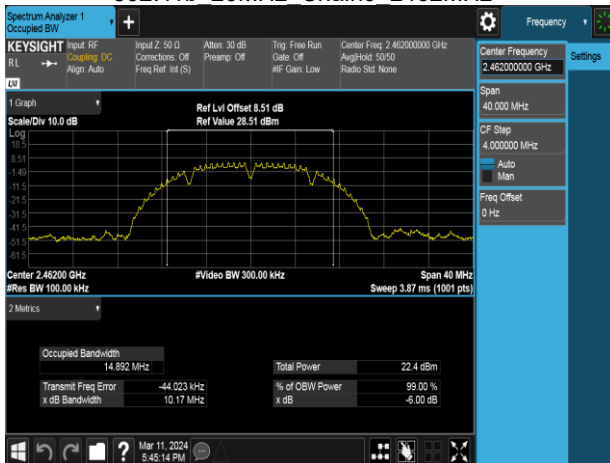 Spectrum Analyzer 1
Occupied BW
+
Frequency
KEYSIGHT
R L
LXI
Input: RF
Coupling: DC
Align: Auto
Input Z: 50 Ω
Corrections: Off
Freq Ref: Int (S)
Atten: 30 dB
Preamp: Off
Trig: Free Run
Gate: Off
#IF Gain: Low
Center Freq: 2.462000000 GHz
Avg|Hold: 50/50
Radio Std: None
Center Frequency
2.462000000 GHz
Settings
Span
40.000 MHz
CF Step
4.000000 MHz
Auto
Man
Freq Offset
0 Hz
1 Graph
Scale/Div 10.0 dB
Ref Lvl Offset 8.51 dB
Ref Value 28.51 dBm
Log
18.5
8.51
-1.49
-11.5
-21.5
-31.5
-41.5
-51.5
-61.5
Center 2.46200 GHz
#Video BW 300.00 kHz
Span 40 MHz
#Res BW 100.00 kHz
Sweep 3.87 ms (1001 pts)
2 Metrics
Occupied Bandwidth
14.892 MHz
Total Power 22.4 dBm
Transmit Freq Error -44.023 kHz
% of OBW Power 99.00 %
x dB Bandwidth 10.17 MHz
x dB -6.00 dB
?
Mar 11, 2024
5:45:14 PM